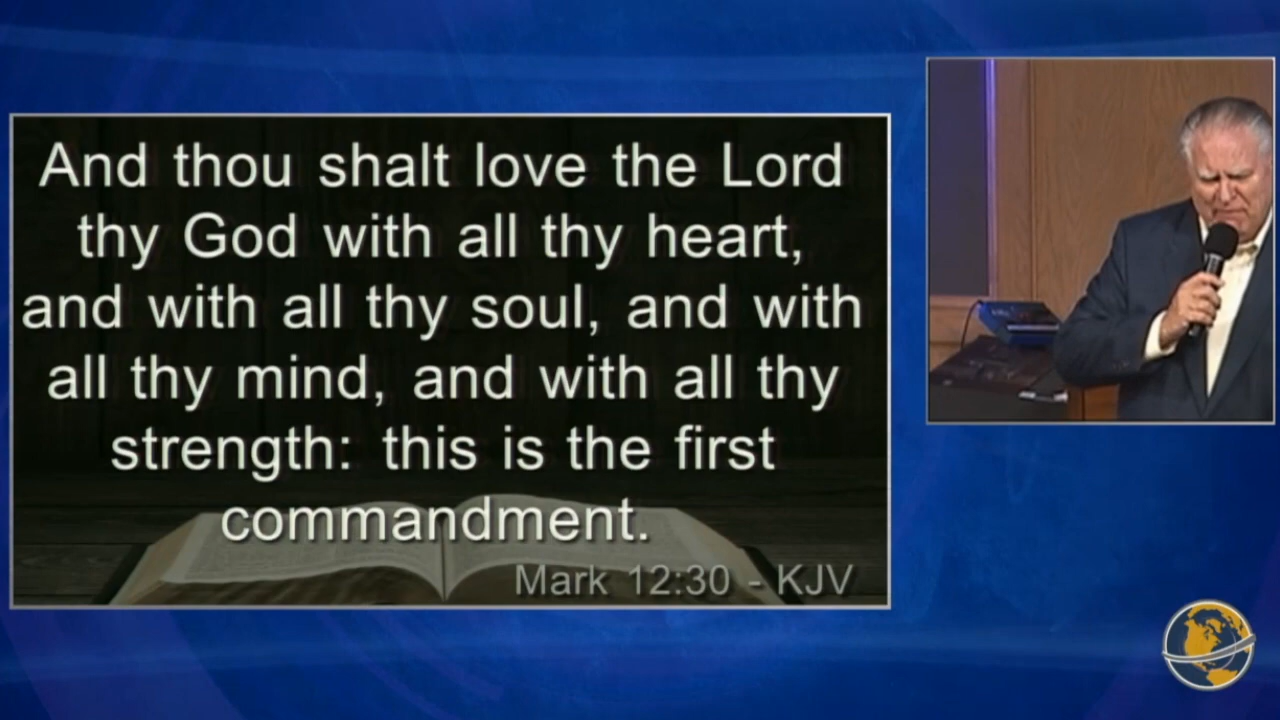 And thou shalt love the Lord
thy God with all thy heart,
and with all thy soul, and with
all thy mind, and with all thy
strength: this is the first
commandment.
Mark 12:30 - KJV